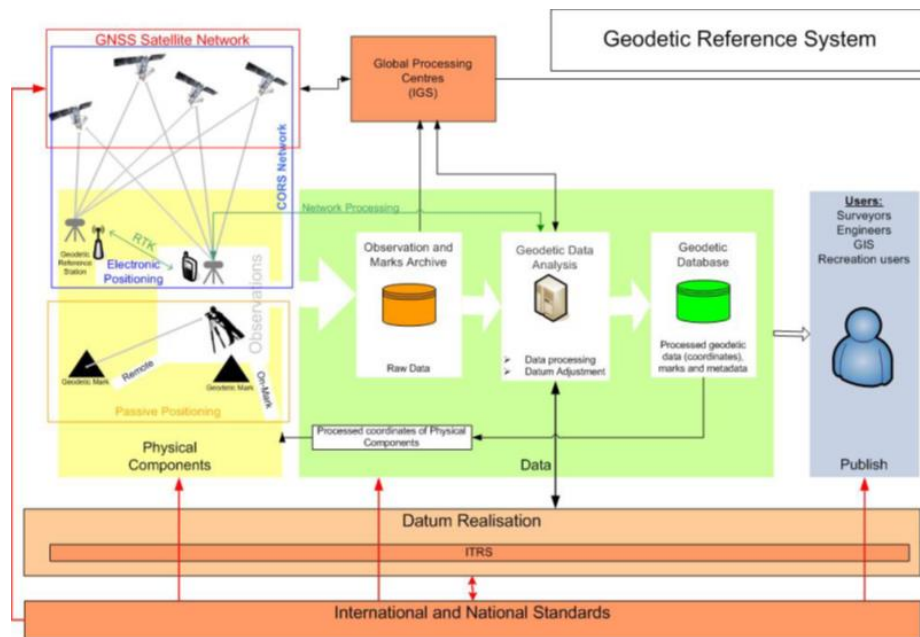 Geodetic Reference System
GNSS Satellite Network
Global Processing
Centres
(IGS)
CORS Network
Network Processing
Geodetic
Reference
Station
RTK
Electronic
Positioning
Observations
Geodetic Mark
Remote
Geodetic Mark
On-Mark
Passive Positioning
Physical
Components
Observation and
Marks Archive
Raw Data
Geodetic Data
Analysis
Data processing
Datum Adjustment
Geodetic
Database
Processed geodetic
data (coordinates),
marks and metadata
Processed coordinates of Physical
Components
Data
Users:
Surveyors
Engineers
GIS
Recreation users
Publish
Datum Realisation
ITRS
International and National Standards